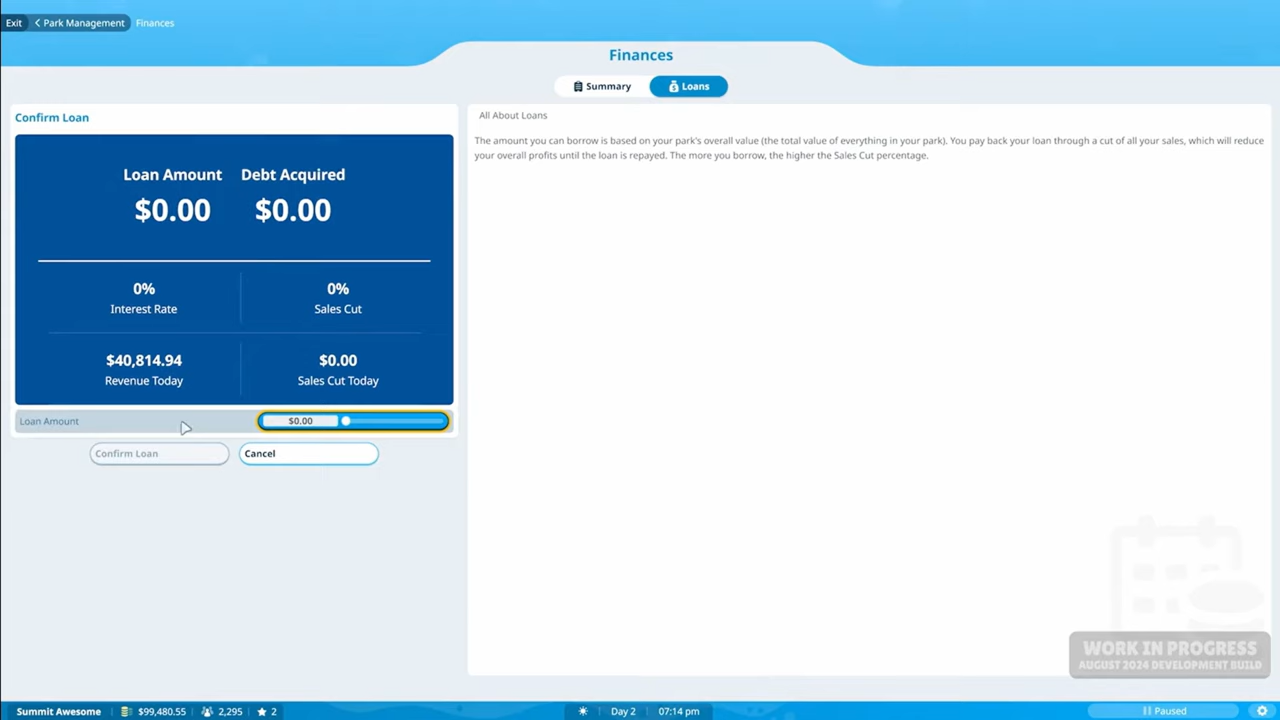 Exit
Park Management
Finances
Finances
Summary
Loans
Confirm Loan
Loan Amount
Debt Acquired
$0.00
$0.00
0%
Interest Rate
0%
Sales Cut
$40,814.94
Revenue Today
$0.00
Sales Cut Today
Loan Amount
$0.00
Confirm Loan
Cancel
All About Loans
The amount you can borrow is based on your park's overall value (the total value of everything in your park). You pay back your loan through a cut of all your sales, which will reduce
your overall profits until the loan is repayed. The more you borrow, the higher the Sales Cut percentage.
WORK IN PROGRESS
AUGUST 2024 DEVELOPMENT BUILD
Summit Awesome
$99,480.55
2,295
2
Day 2
07:14 pm
Paused